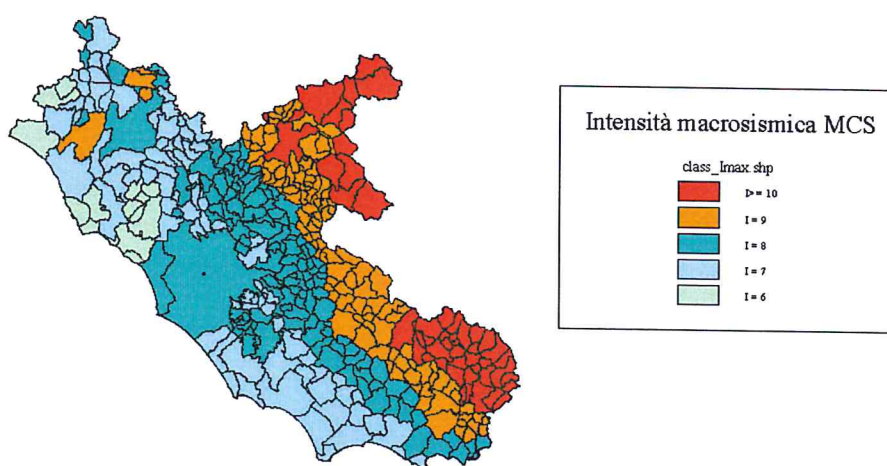 Intensità macrosismica MCS
class_Imax.shp
I> = 10
I = 9
I = 8
I = 7
I = 6